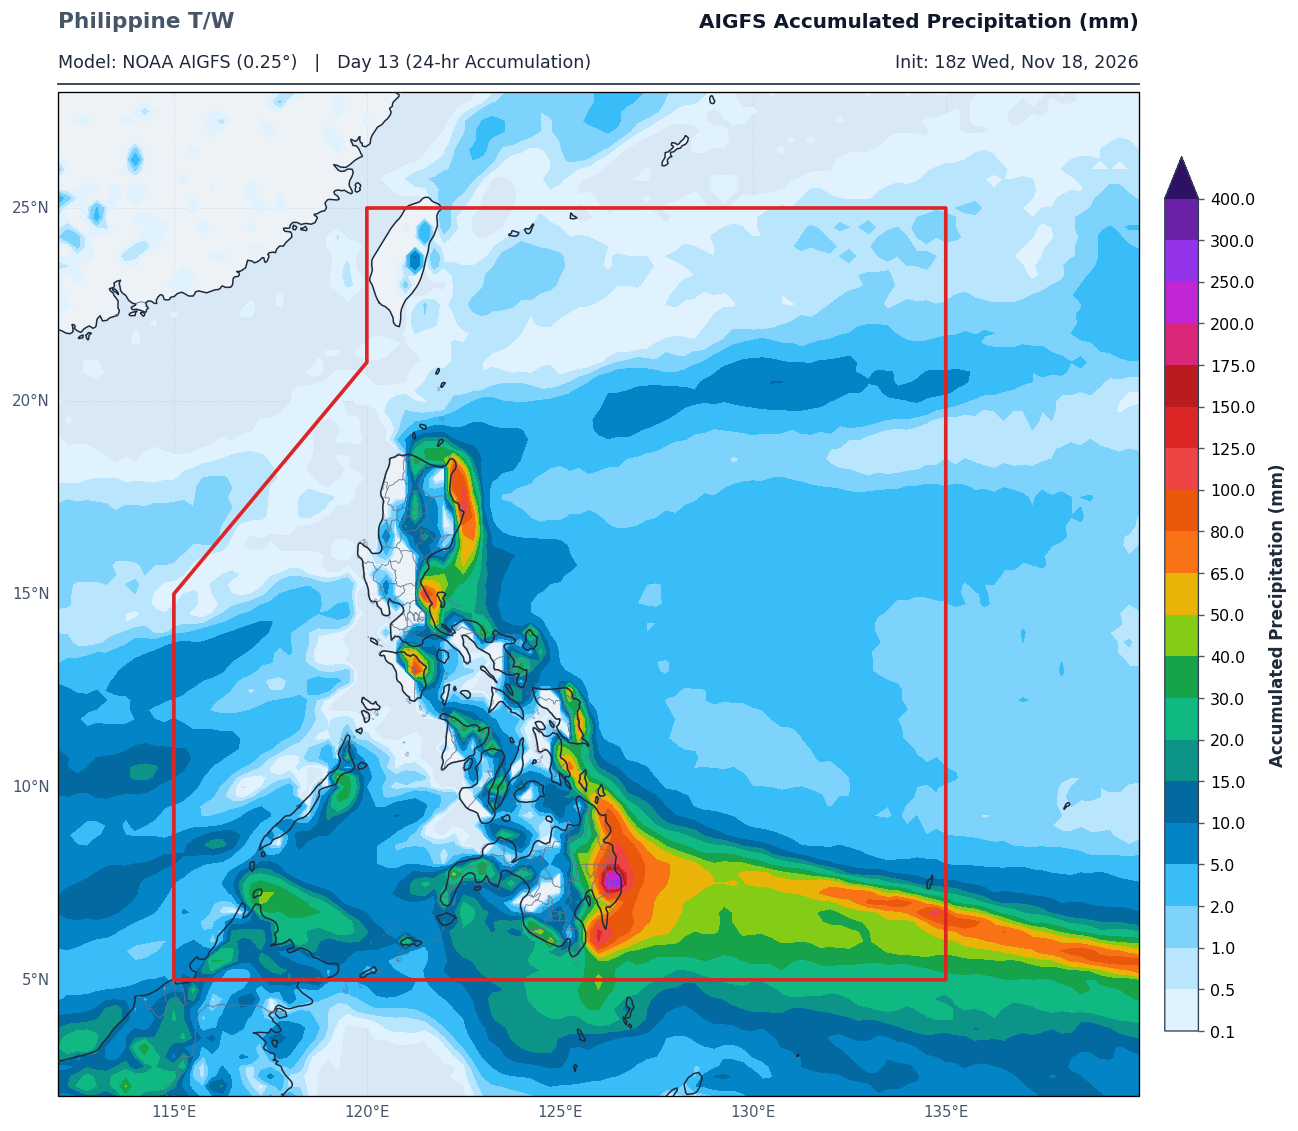 Philippine T/W
AIGFS Accumulated Precipitation (mm)
Model: NOAA AIGFS (0.25°) | Day 13 (24-hr Accumulation)
Init: 18z Wed, Nov 18, 2026
25°N
20°N
15°N
10°N
5°N
115°E
120°E
125°E
130°E
135°E
400.0
300.0
250.0
200.0
175.0
150.0
125.0
100.0
80.0
65.0
50.0
40.0
30.0
20.0
15.0
10.0
5.0
2.0
1.0
0.5
0.1
Accumulated Precipitation (mm)